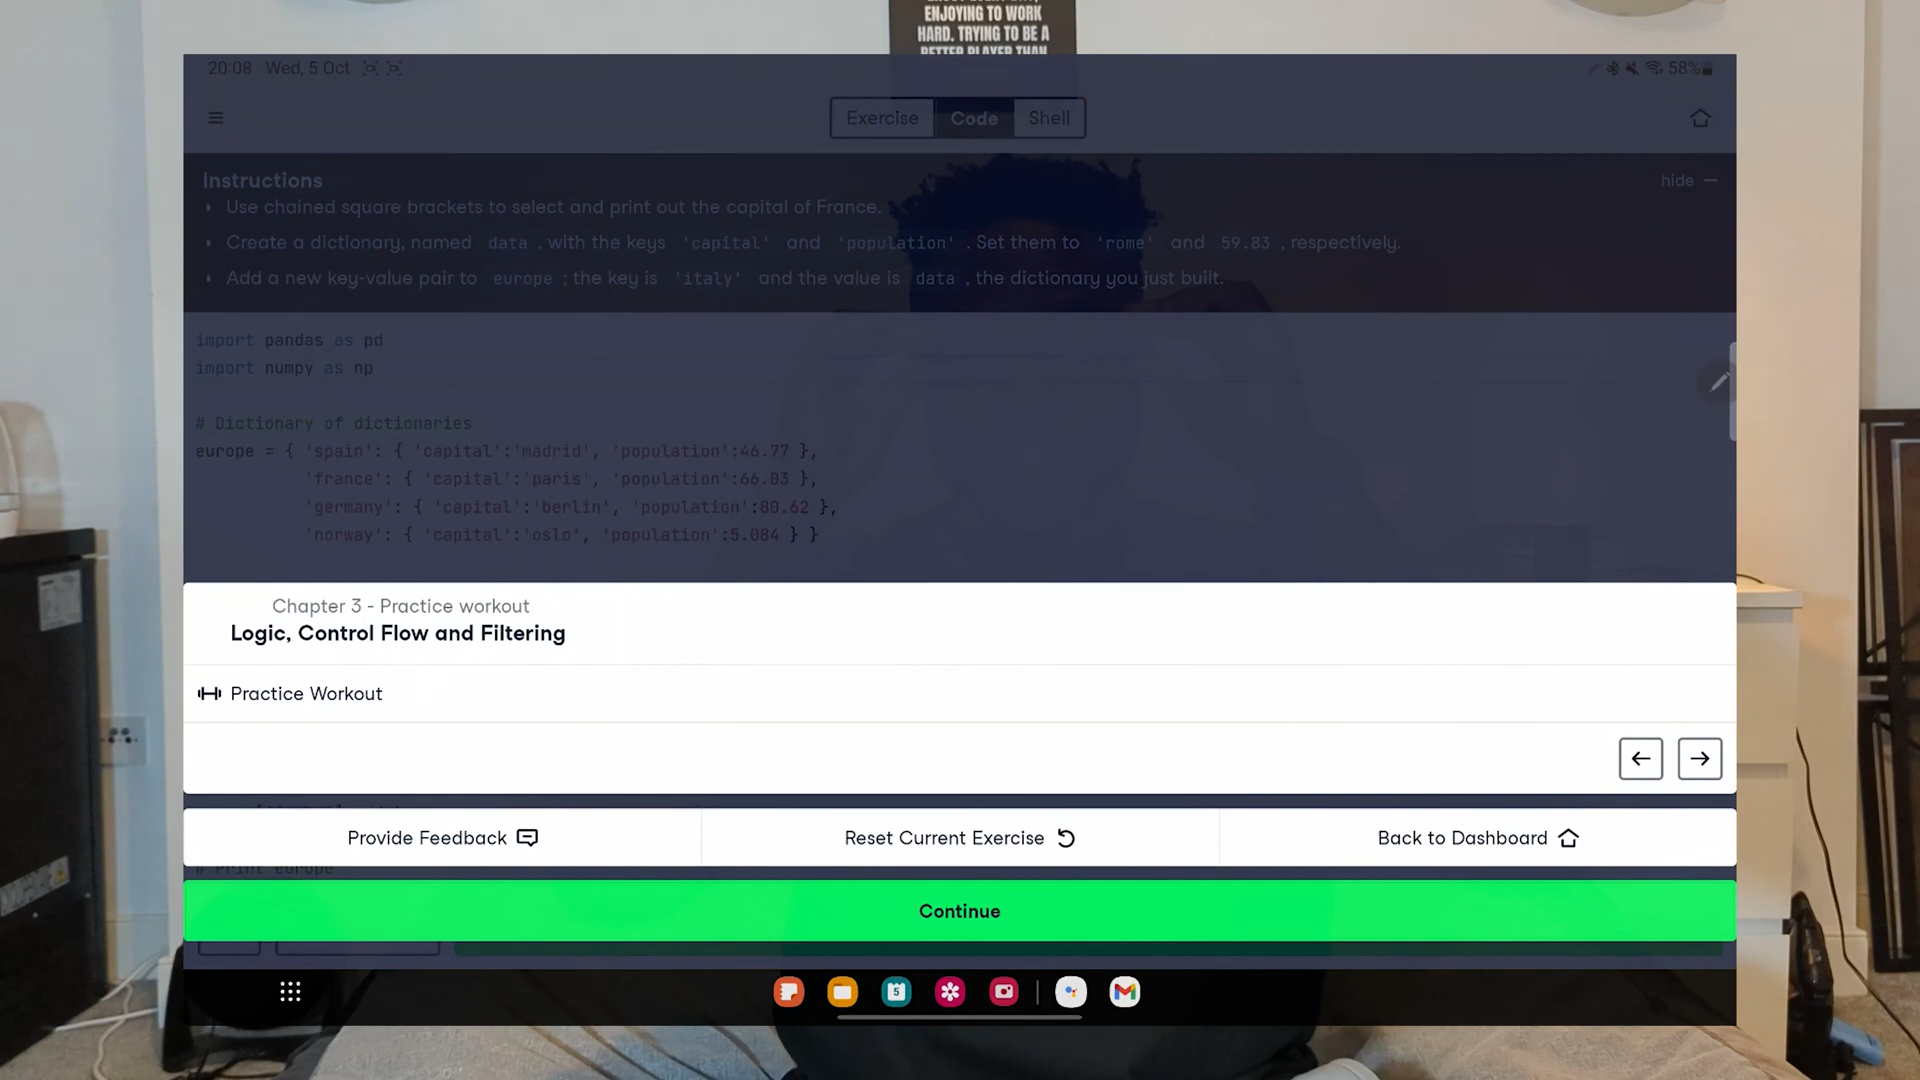 ENJOYING TO WORK
HARD. TRYING TO BE A
BETTER PLAYER THAN
20:08 Wed, 5 Oct
58%
Exercise Code Shell
Instructions
hide
Use chained square brackets to select and print out the capital of France.
Create a dictionary, named data , with the keys 'capital' and 'population' . Set them to 'rome' and 59.83 , respectively.
Add a new key-value pair to europe ; the key is 'italy' and the value is data , the dictionary you just built.
import pandas as pd
import numpy as np
# Dictionary of dictionaries
europe = { 'spain': { 'capital':'madrid', 'population':46.77 },
'france': { 'capital':'paris', 'population':66.03 },
'germany': { 'capital':'berlin', 'population':80.62 },
'norway': { 'capital':'oslo', 'population':5.084 } }
Chapter 3 - Practice workout
Logic, Control Flow and Filtering
Practice Workout
Provide Feedback
Reset Current Exercise
Back to Dashboard
# Print europe
Continue
5